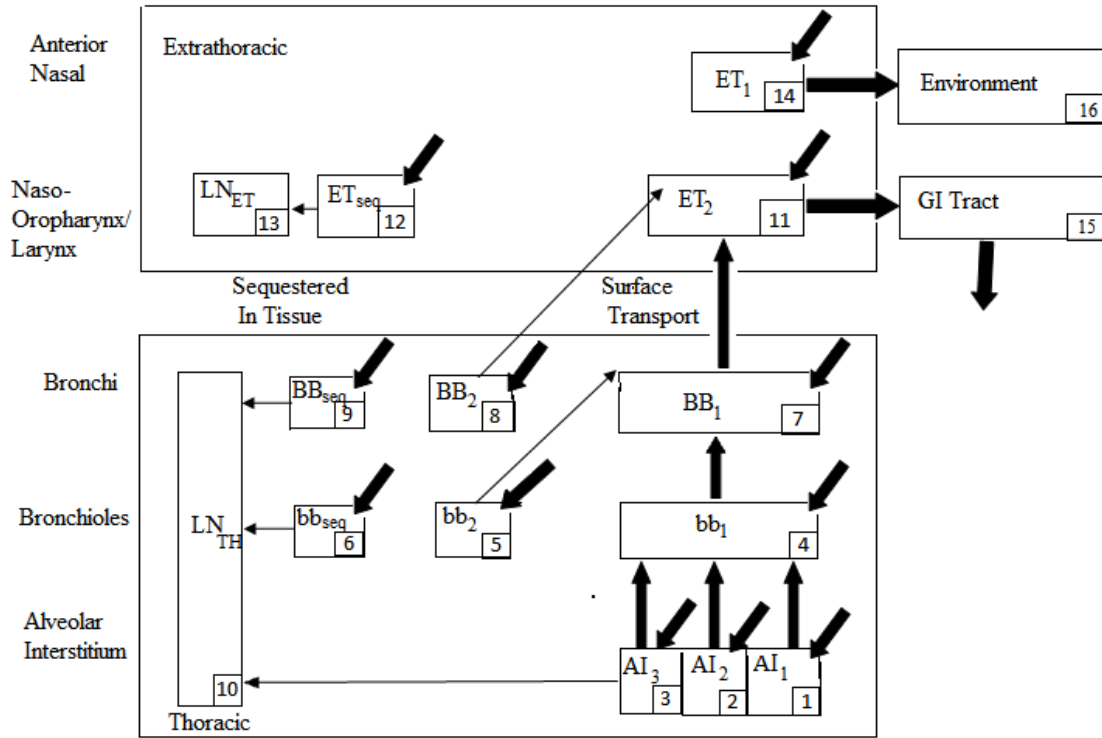 Anterior
Nasal
Extrathoracic
ET1
14
Environment
16
Naso-
Oropharynx/
Larynx
LNET
13
ETseq
12
ET2
11
GI Tract
15
Sequestered
In Tissue
Surface
Transport
Bronchi
BBseq
9
BB2
8
BB1
7
Bronchioles
LNTH
bbseq
6
bb2
5
bb1
4
Alveolar
Interstitium
10
AI3
3
AI2
2
AI1
1
Thoracic